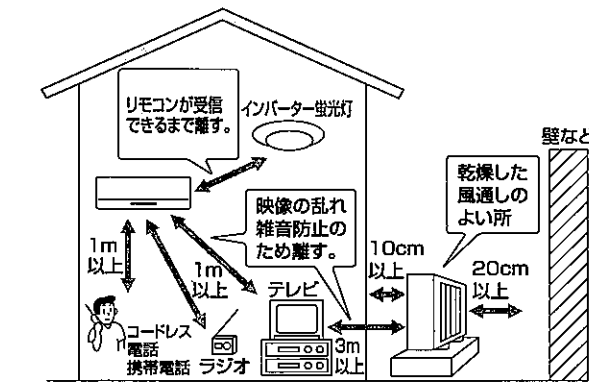 リモコンが受信
できるまで離す。
インバーター蛍光灯
壁など
乾燥した
風通しの
よい所
映像の乱れ
雑音防止の
ため離す。
1m
以上
1m
以上
10cm
以上
20cm
以上
テレビ
3m
以上
コードレス
電話
携帯電話
ラジオ